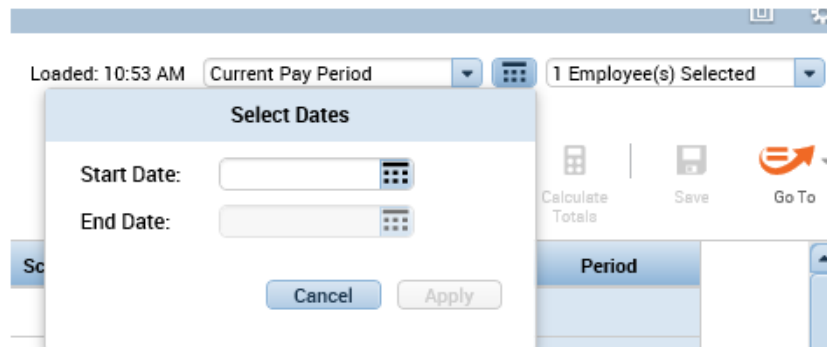 Loaded: 10:53 AM Current Pay Period 1 Employee(s) Selected
Select Dates
Start Date:
End Date:
Cancel Apply
Calculate Totals
Save
Go To
Sc
Period